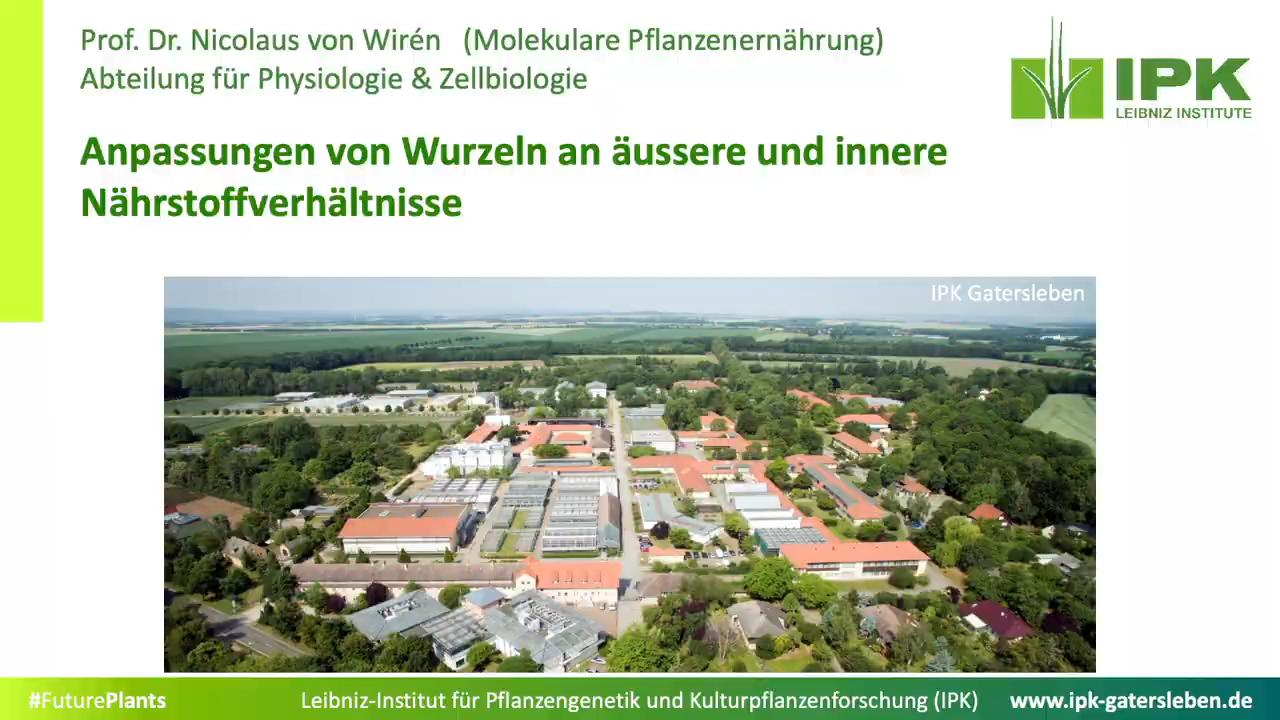 Prof. Dr. Nicolaus von Wirén (Molekulare Pflanzenernährung)
Abteilung für Physiologie & Zellbiologie
IPK
LEIBNIZ INSTITUTE
Anpassungen von Wurzeln an äussere und innere
Nährstoffverhältnisse
IPK Gatersleben
#FuturePlants Leibniz-Institut für Pflanzengenetik und Kulturpflanzenforschung (IPK) www.ipk-gatersleben.de